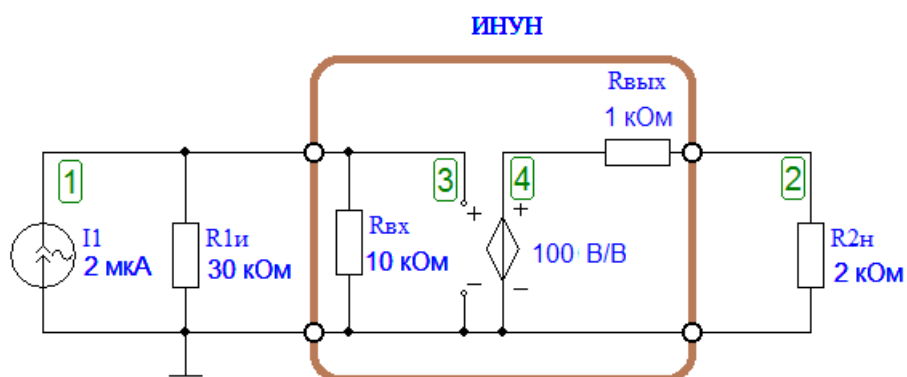 ИНУН
Rвых
1 кОм
1
3
4
2
+
+
I1
2 мкА
R1и
30 кОм
Rвх
10 кОм
100 В/В
R2н
2 кОм
−
−